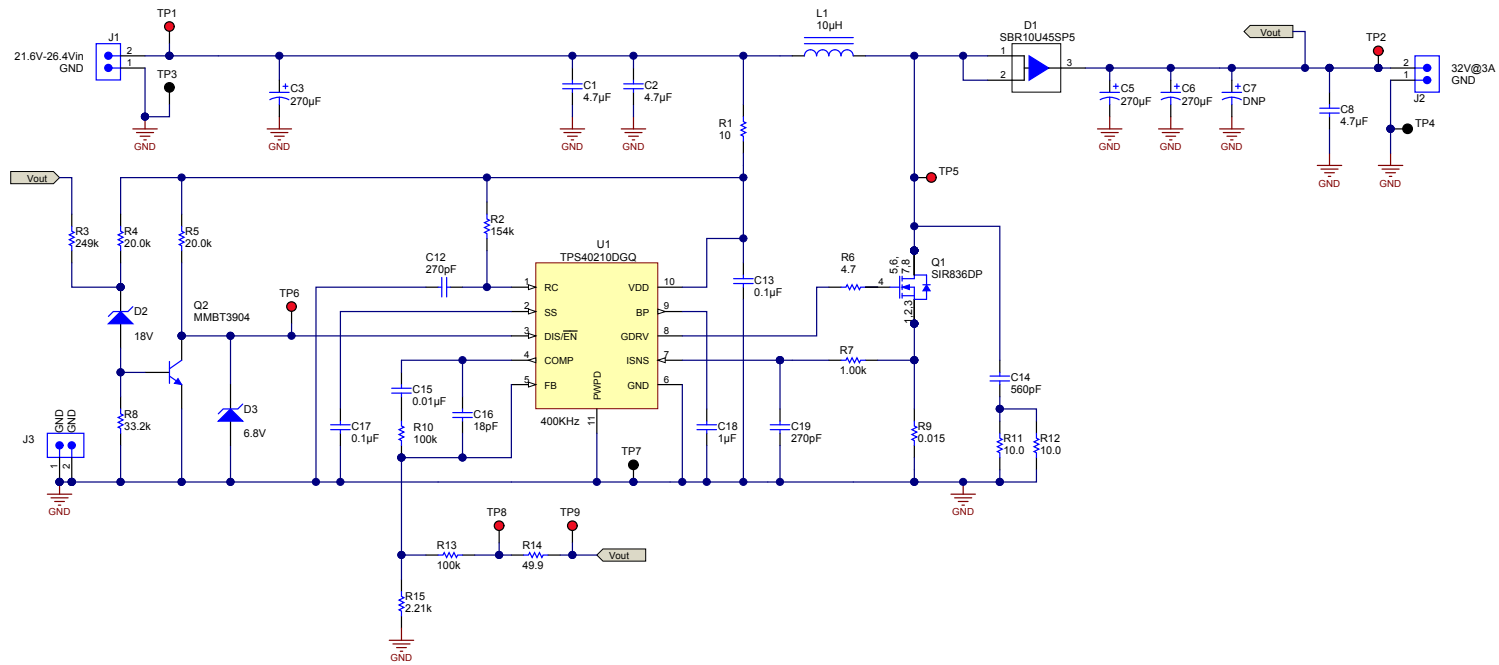 TP1
J1
21.6V-26.4Vin
GND
2
1
TP3
GND
C3
270µF
GND
C1
4.7µF
GND
C2
4.7µF
GND
R1
10
L1
10µH
D1
SBR10U45SP5
1
2
3
C5
270µF
GND
C6
270µF
GND
C7
DNP
GND
Vout
C8
4.7µF
GND
TP2
2
1
32V@3A
GND
J2
TP4
GND
TP5
Vout
R3
249k
R4
20.0k
R5
20.0k
R2
154k
C12
270pF
U1
TPS40210DGQ
1
RC
2
SS
3
DIS/EN
4
COMP
5
FB
VDD
10
BP
9
GDRV
8
ISNS
7
GND
6
PWPD
11
400KHz
C13
0.1µF
R6
4.7
4
5,6,
7,8
1,2,3
Q1
SIR836DP
R7
1.00k
C14
560pF
D2
18V
Q2
MMBT3904
TP6
R8
33.2k
D3
6.8V
C17
0.1µF
C15
0.01µF
R10
100k
C16
18pF
C18
1µF
C19
270pF
R9
0.015
R11
10.0
R12
10.0
J3
GND
GND
1
2
GND
TP7
GND
TP8
TP9
R13
100k
R14
49.9
Vout
R15
2.21k
GND